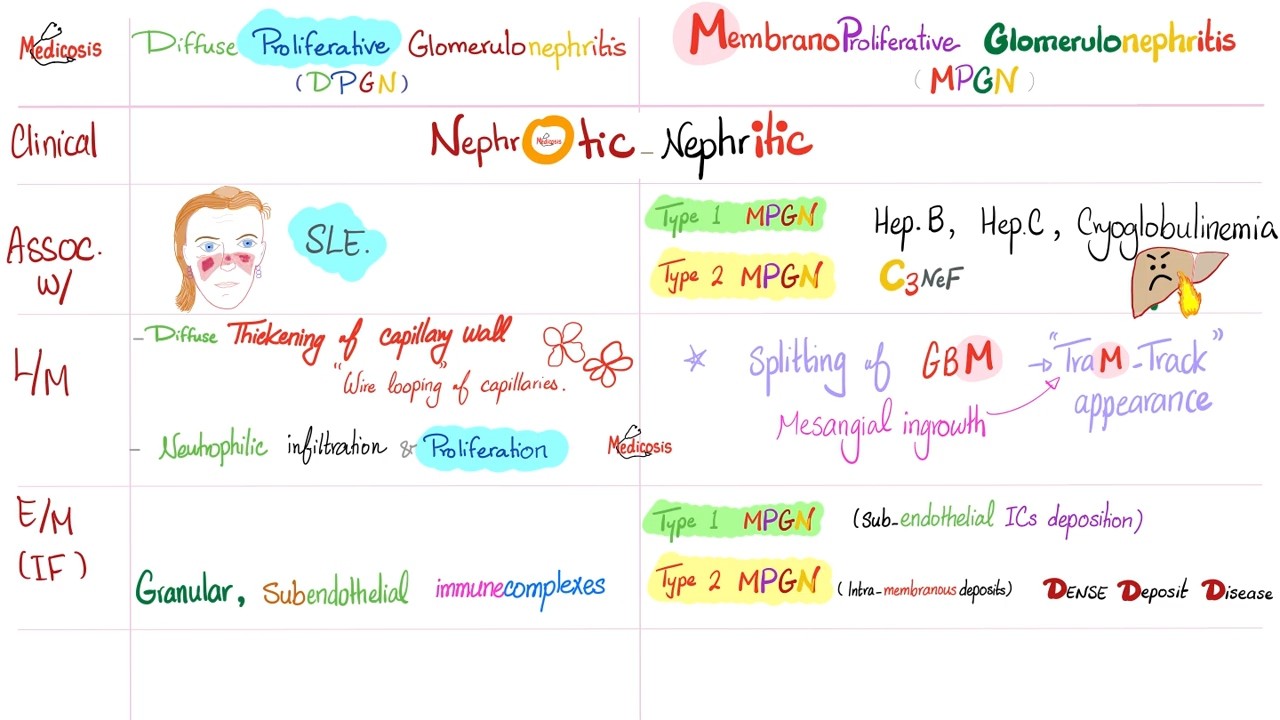 Medicosis
Diffuse Proliferative Glomerulonephritis
(DPGN)
MembranoProliferative Glomerulonephritis
(MPGN)
Clinical
NephrOtic - Nephritic
Medicosis
Assoc. w/
SLE.
Type 1 MPGN
Hep. B, Hep. C, Cryoglobulinemia
Type 2 MPGN
C3NeF
L/M
- Diffuse Thickening of capillary wall
"Wire looping" of capillaries.
- Neutrophilic infiltration & Proliferation
Medicosis
* Splitting of GBM → "TraM-Track"
appearance
Mesangial ingrowth
E/M
(IF)
Granular, Subendothelial immunecomplexes
Type 1 MPGN (Sub-endothelial ICs deposition)
Type 2 MPGN (Intra-membranous deposits) DENSE Deposit Disease